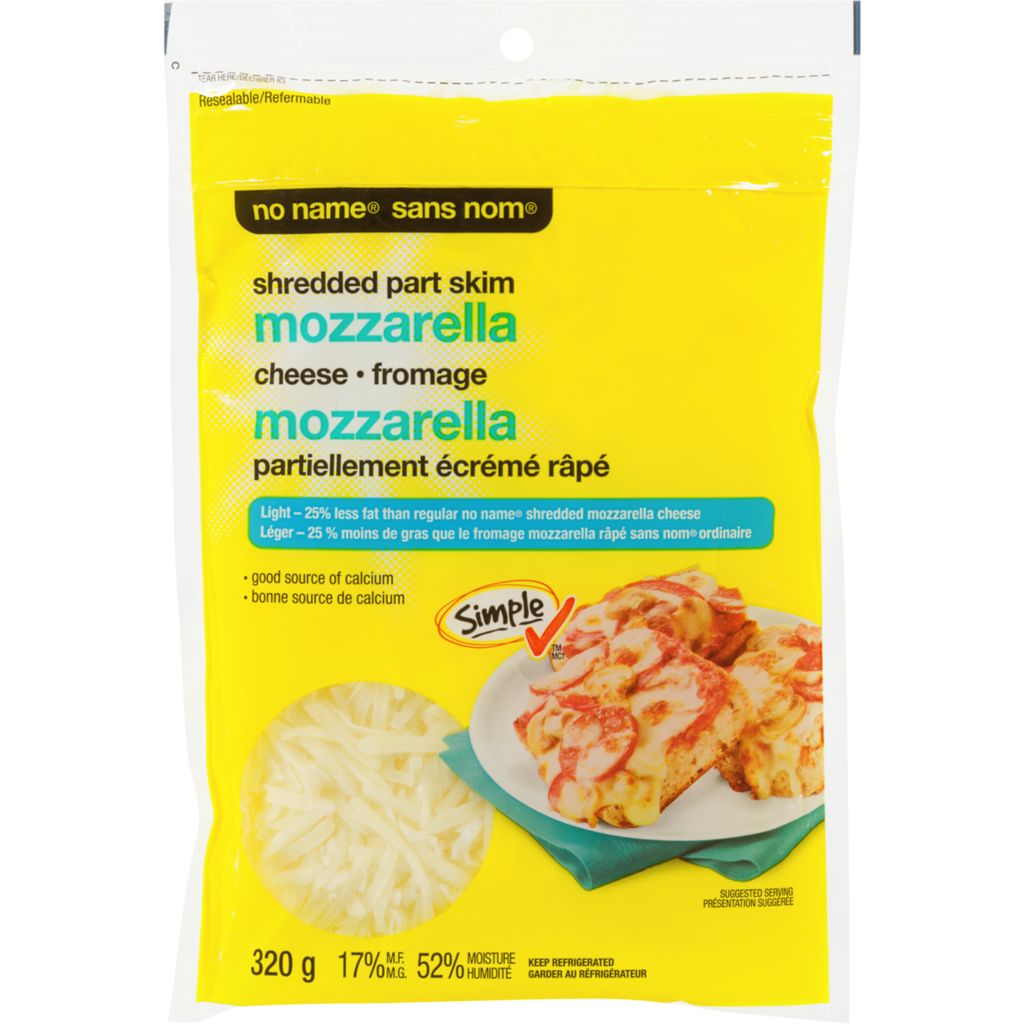 C
TEAR HERE/DÉCHIRER ICI
Resealable/Refermable
no name® sans nom®
shredded part skim
mozzarella
cheese • fromage
mozzarella
partiellement écrémé râpé
Light – 25% less fat than regular no name® shredded mozzarella cheese
Léger – 25 % moins de gras que le fromage mozzarella râpé sans nom® ordinaire
• good source of calcium
• bonne source de calcium
Simple
TM
MC†
SUGGESTED SERVING
PRÉSENTATION SUGGÉRÉE
320 g 17% M.F. M.G. 52% MOISTURE HUMIDITÉ
KEEP REFRIGERATED
GARDER AU RÉFRIGÉRATEUR